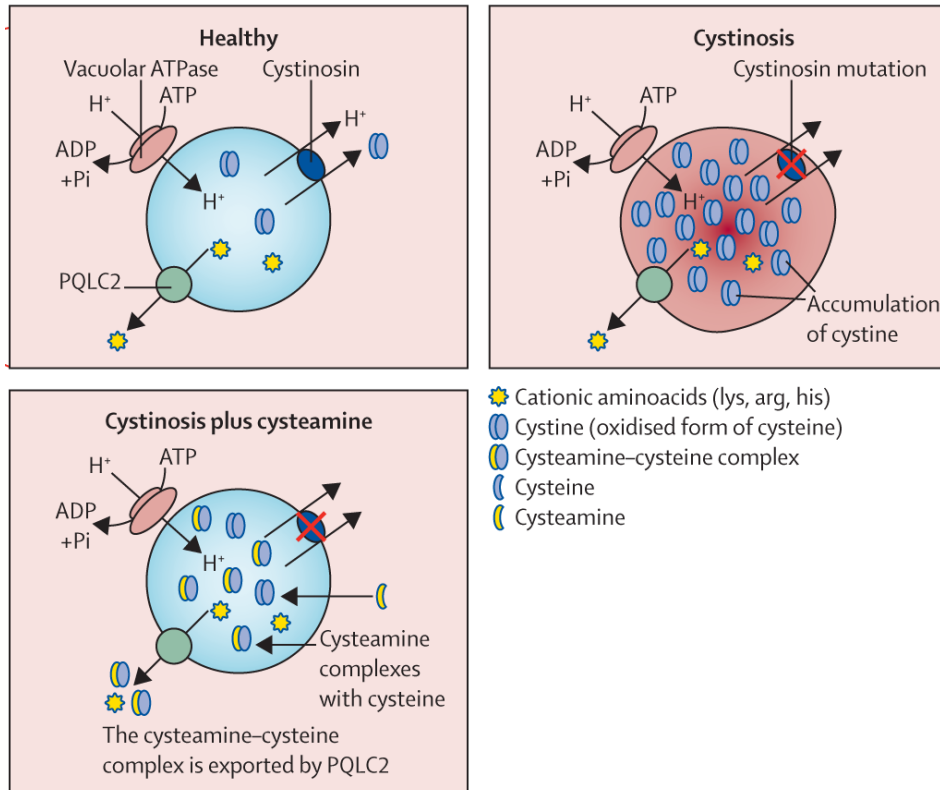 Healthy
Vacuolar ATPase
Cystinosin
H⁺
ATP
H⁺
ADP
+Pi
H⁺
PQLC2
Cystinosis
Cystinosin mutation
H⁺
ATP
ADP
+Pi
H⁺
Accumulation
of cystine
Cystinosis plus cysteamine
H⁺
ATP
ADP
+Pi
H⁺
Cysteamine
complexes
with cysteine
The cysteamine–cysteine
complex is exported by PQLC2
Cationic aminoacids (lys, arg, his)
Cystine (oxidised form of cysteine)
Cysteamine–cysteine complex
Cysteine
Cysteamine